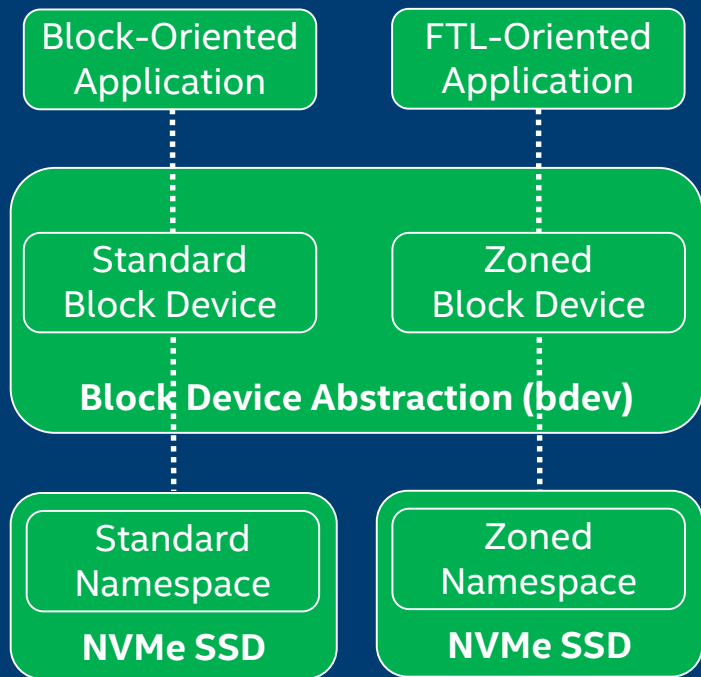 Block-Oriented
Application
FTL-Oriented
Application
Standard
Block Device
Zoned
Block Device
Block Device Abstraction (bdev)
Standard
Namespace
NVMe SSD
Zoned
Namespace
NVMe SSD